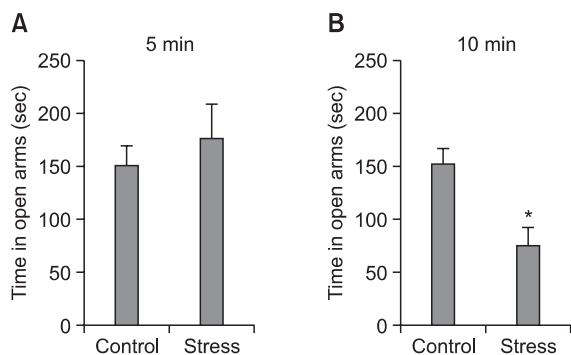 A
5 min
Time in open arms (sec)
250
200
150
100
50
0
Control Stress
B
10 min
Time in open arms (sec)
250
200
150
100
50
0
*
Control Stress